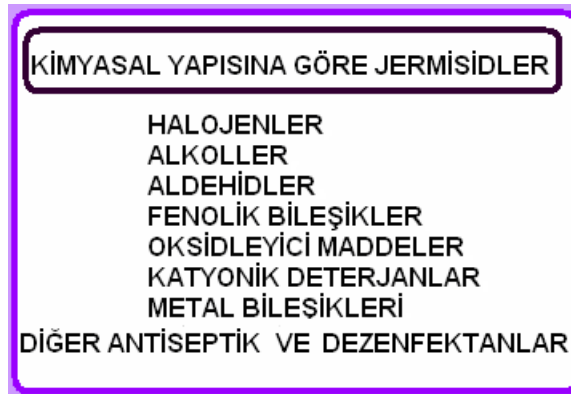 KİMYASAL YAPISINA GÖRE JERMİSİDLER
HALOJENLER
ALKOLLER
ALDEHİDLER
FENOLİK BİLEŞİKLER
OKSİDLEYİCİ MADDELER
KATYONİK DETERJANLAR
METAL BİLEŞİKLERİ
DİĞER ANTİSEPTİK VE DEZENFEKTANLAR